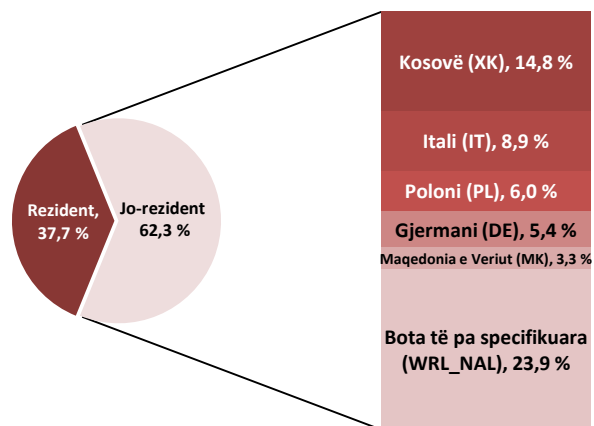 Rezident,
37,7 %
Jo-rezident
62,3 %
Kosovë (XK), 14,8 %
Itali (IT), 8,9 %
Poloni (PL), 6,0 %
Gjermani (DE), 5,4 %
Maqedonia e Veriut (MK), 3,3 %
Bota të pa specifikuara
(WRL_NAL), 23,9 %